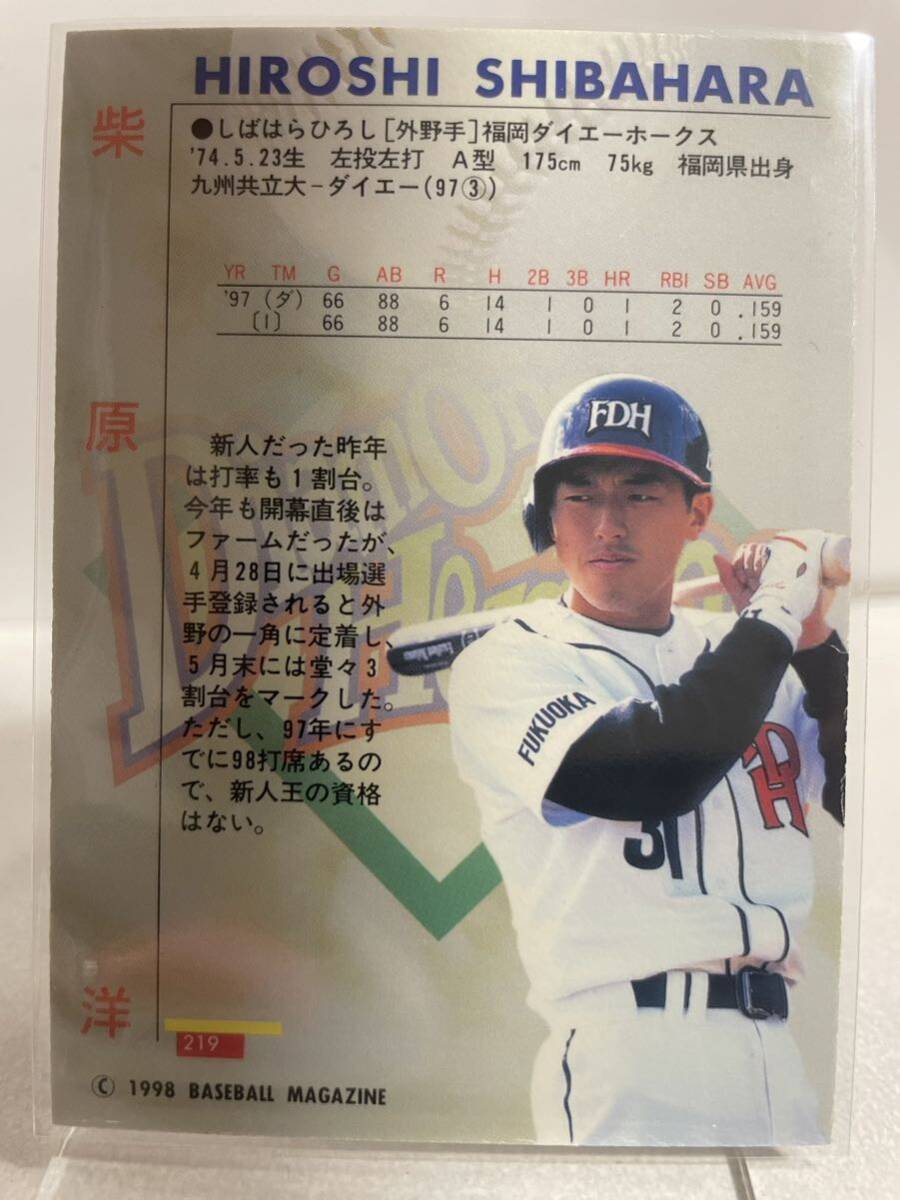 HIROSHI SHIBAHARA
柴原洋
●しばはらひろし[外野手]福岡ダイエーホークス
'74.5.23生 左投左打 A型 175cm 75kg 福岡県出身
九州共立大-ダイエー(97③)
YR TM G AB R H 2B 3B HR RBI SB AVG
'97 (ダ) 66 88 6 14 1 0 1 2 0 .159
〔1〕 66 88 6 14 1 0 1 2 0 .159
新人だった昨年
は打率も1割台。
今年も開幕直後は
ファームだったが、
4月28日に出場選
手登録されると外
野の一角に定着し、
5月末には堂々3
割台をマークした。
ただし、97年にす
でに98打席あるの
で、新人王の資格
はない。
FDH
FUKUOKA
31
219
© 1998 BASEBALL MAGAZINE